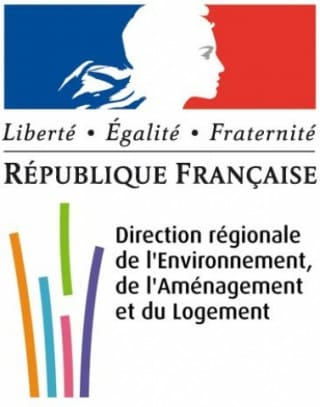 Liberté • Égalité • Fraternité
RÉPUBLIQUE FRANÇAISE
Direction régionale
de l'Environnement,
de l'Aménagement
et du Logement